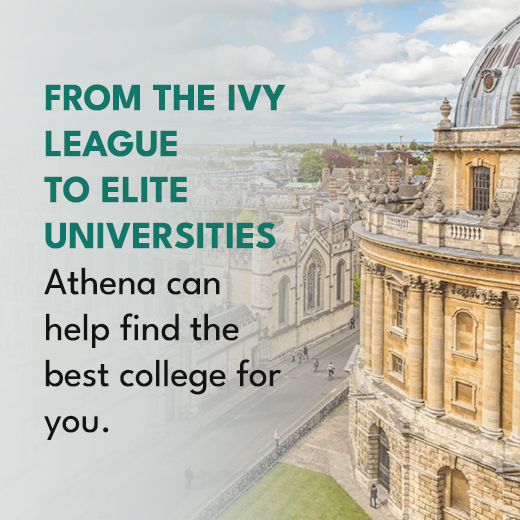 FROM THE IVY
LEAGUE
TO ELITE
UNIVERSITIES
Athena can
help find the
best college for
you.